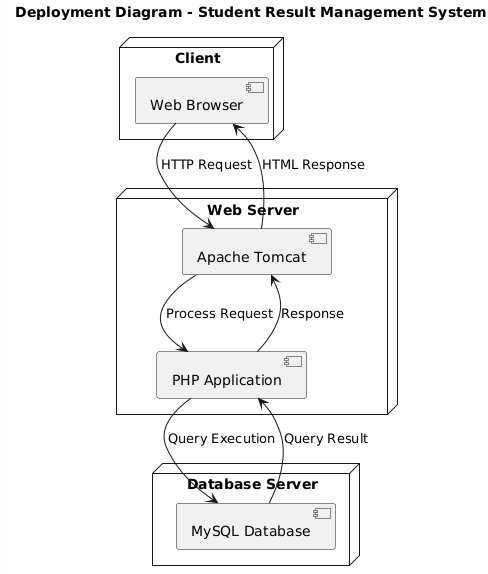 Deployment Diagram - Student Result Management System
Client
Web Browser
HTTP Request
HTML Response
Web Server
Apache Tomcat
Process Request
Response
PHP Application
Query Execution
Query Result
Database Server
MySQL Database